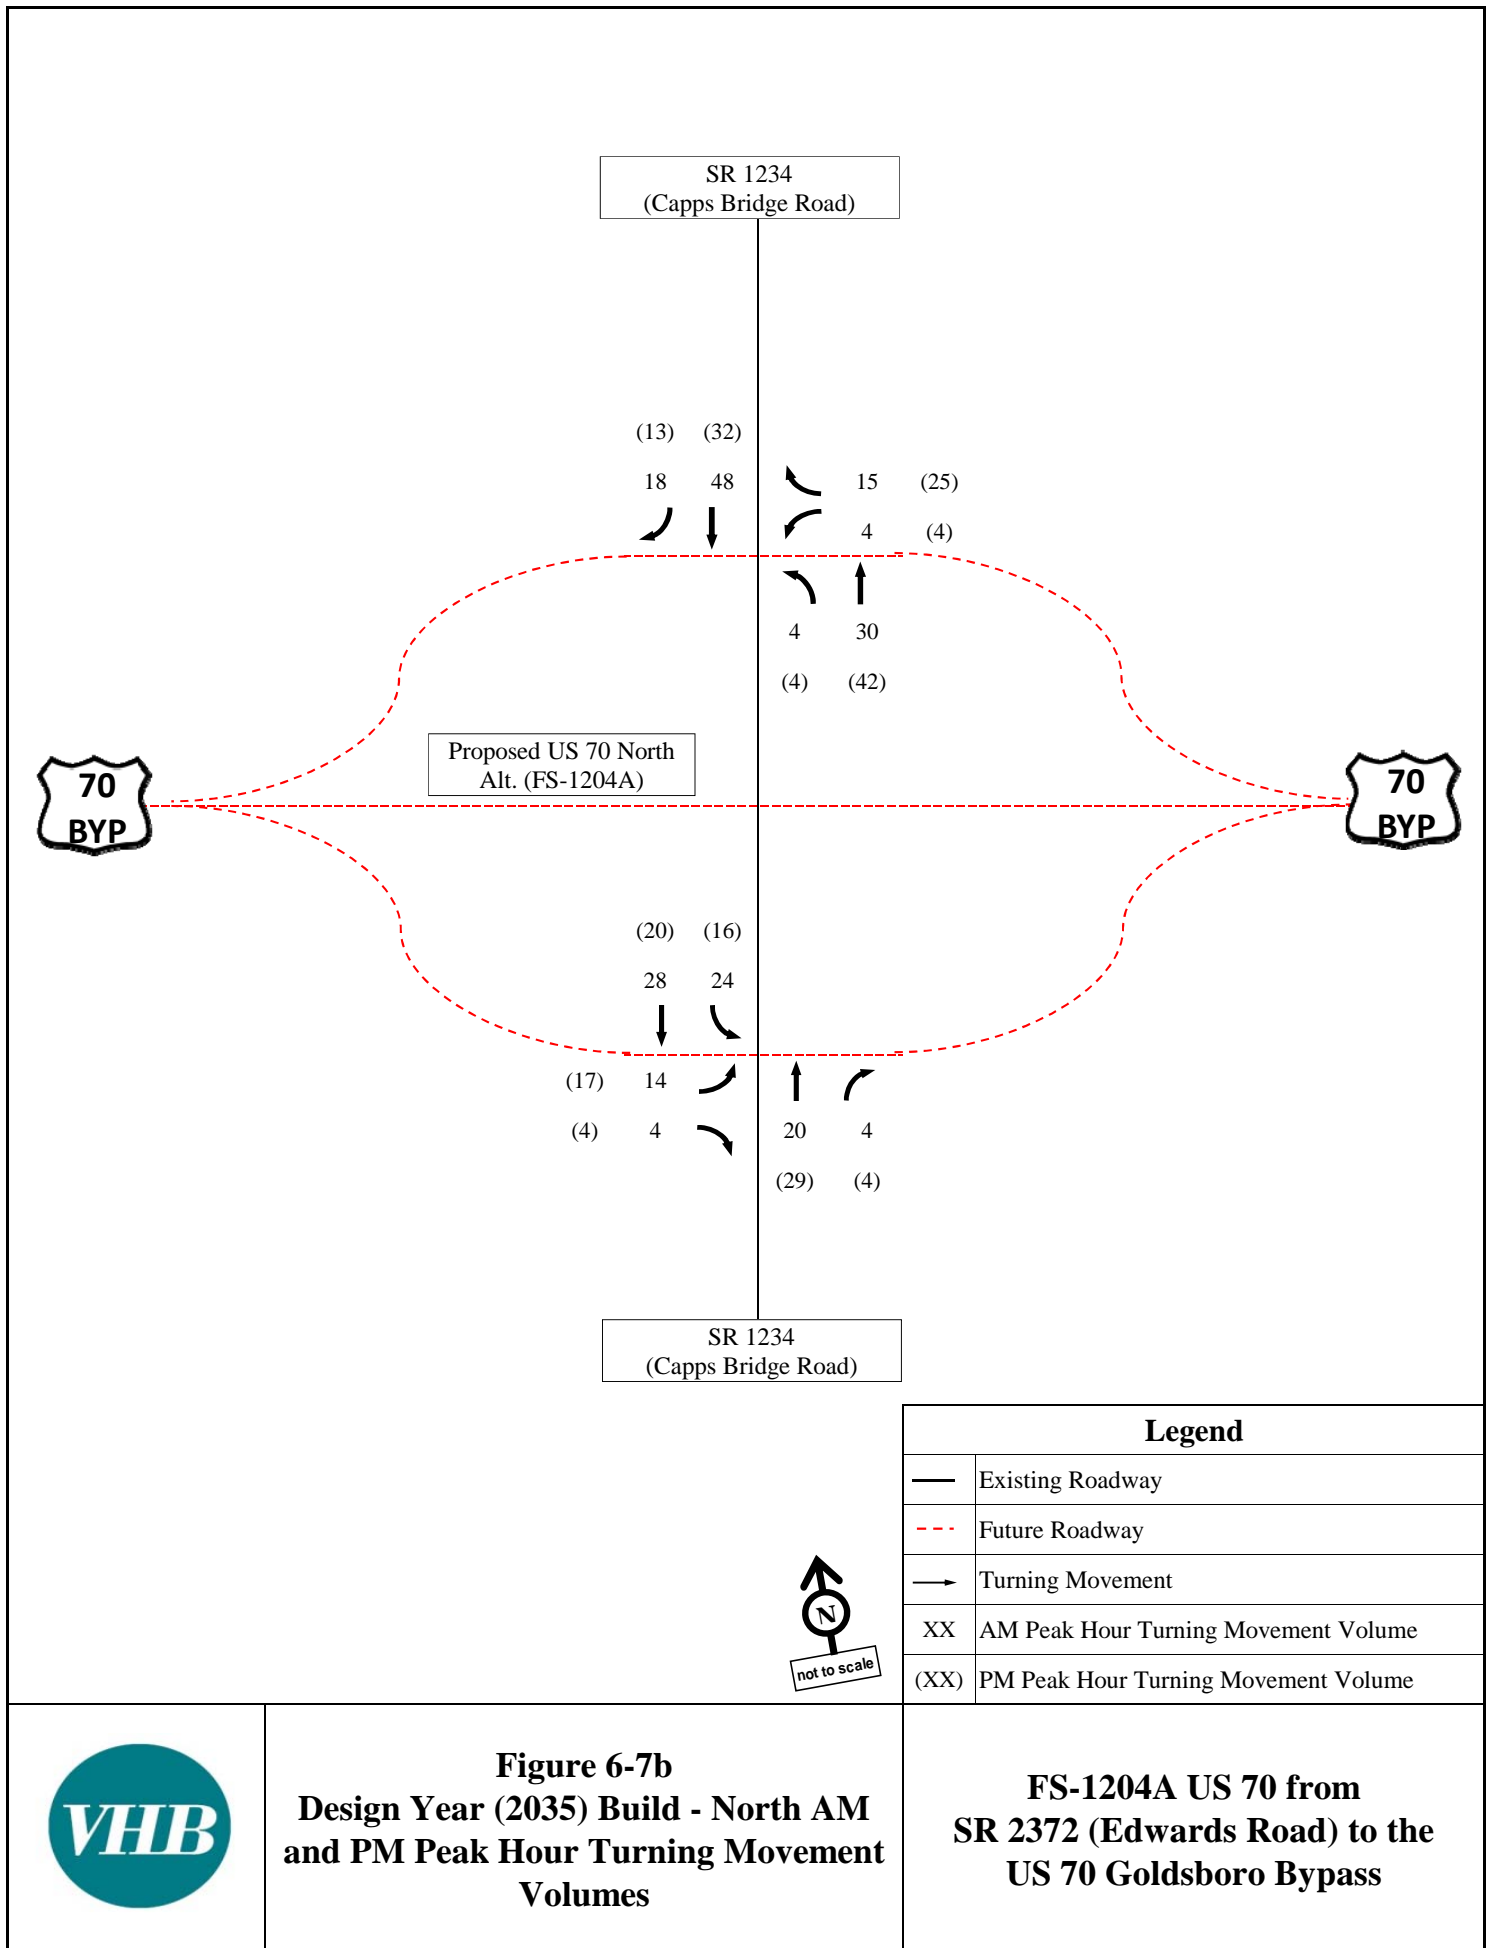 SR 1234
(Capps Bridge Road)
(13) (32)
18 48
15 (25)
4 (4)
4 30
(4) (42)
Proposed US 70 North
Alt. (FS-1204A)
70
BYP
70
BYP
(20) (16)
28 24
(17) 14
(4) 4
20 4
(29) (4)
SR 1234
(Capps Bridge Road)
Legend
Existing Roadway
Future Roadway
Turning Movement
XX AM Peak Hour Turning Movement Volume
(XX) PM Peak Hour Turning Movement Volume
N
not to scale
VHB
Figure 6-7b
Design Year (2035) Build - North AM
and PM Peak Hour Turning Movement
Volumes
FS-1204A US 70 from
SR 2372 (Edwards Road) to the
US 70 Goldsboro Bypass